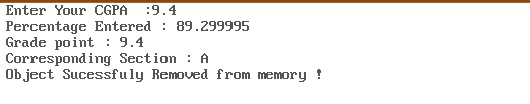 Enter Your CGPA  :9.4
Percentage Entered : 89.299995
Grade point : 9.4
Corresponding Section : A
Object Sucessfuly Removed from memory !